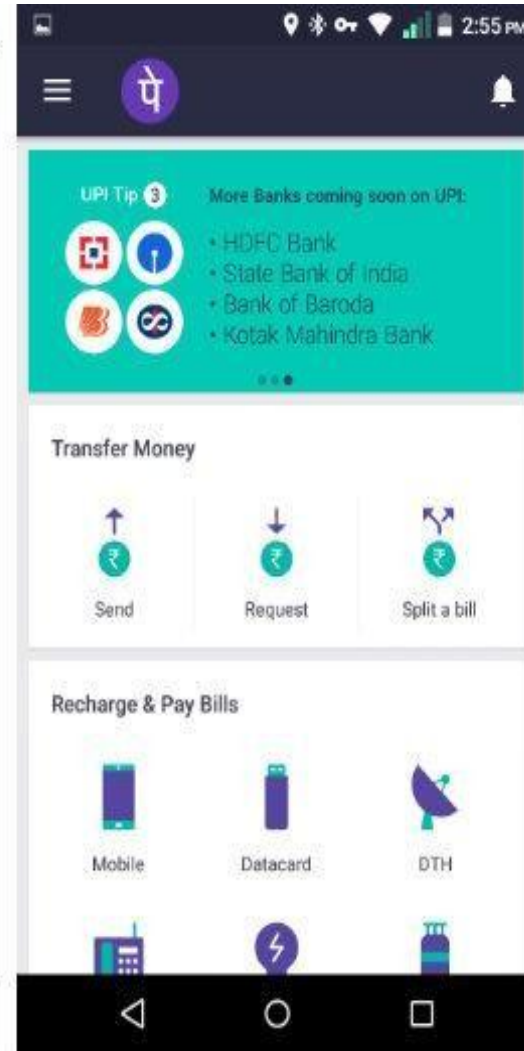 2:55 PM
पे
UPI Tip 3
More Banks coming soon on UPI:
• HDFC Bank
• State Bank of India
• Bank of Baroda
• Kotak Mahindra Bank
Transfer Money
Send Request Split a bill
Recharge & Pay Bills
Mobile Datacard DTH